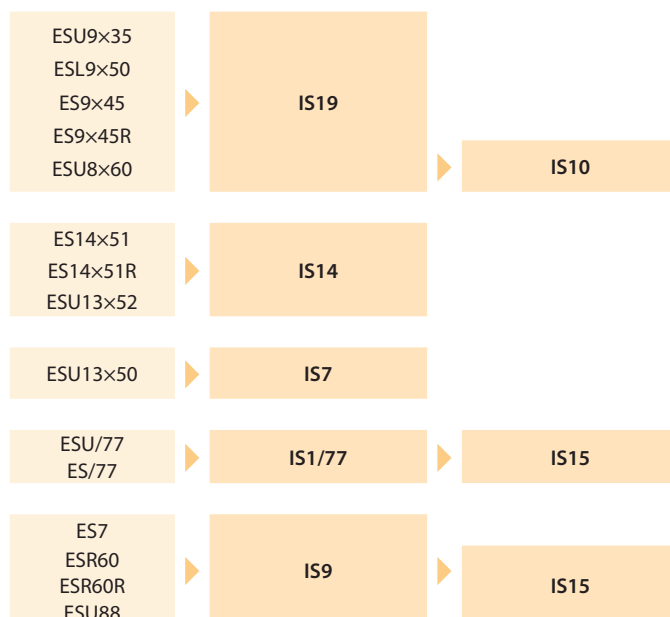 ESU9×35
ESL9×50
ES9×45
ES9×45R
ESU8×60
IS19
IS10
ES14×51
ES14×51R
ESU13×52
IS14
ESU13×50
IS7
ESU/77
ES/77
IS1/77
IS15
ES7
ESR60
ESR60R
ESU88
IS9
IS15